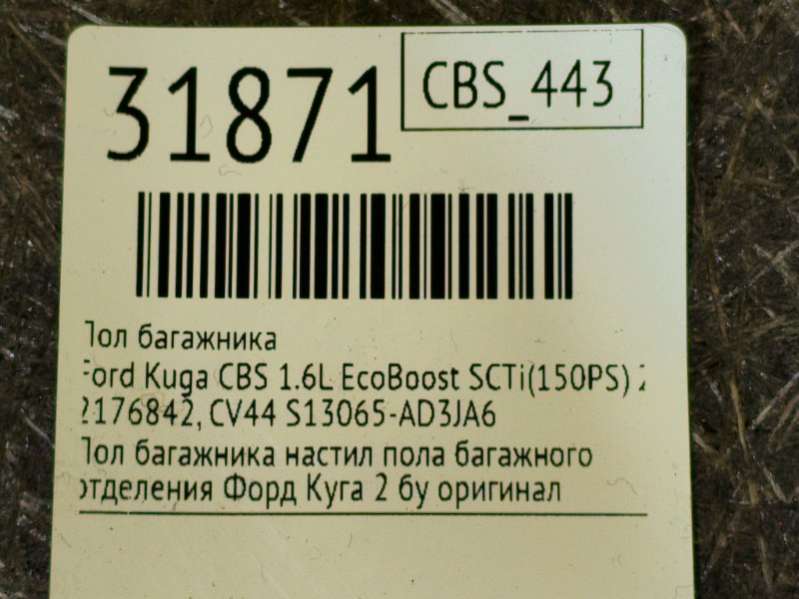 31871
CBS_443
Пол багажника
Ford Kuga CBS 1.6L EcoBoost SCTi(150PS)
2176842, CV44 S13065-AD3JA6
Пол багажника настил пола багажного
отделения Форд Куга 2 бу оригинал